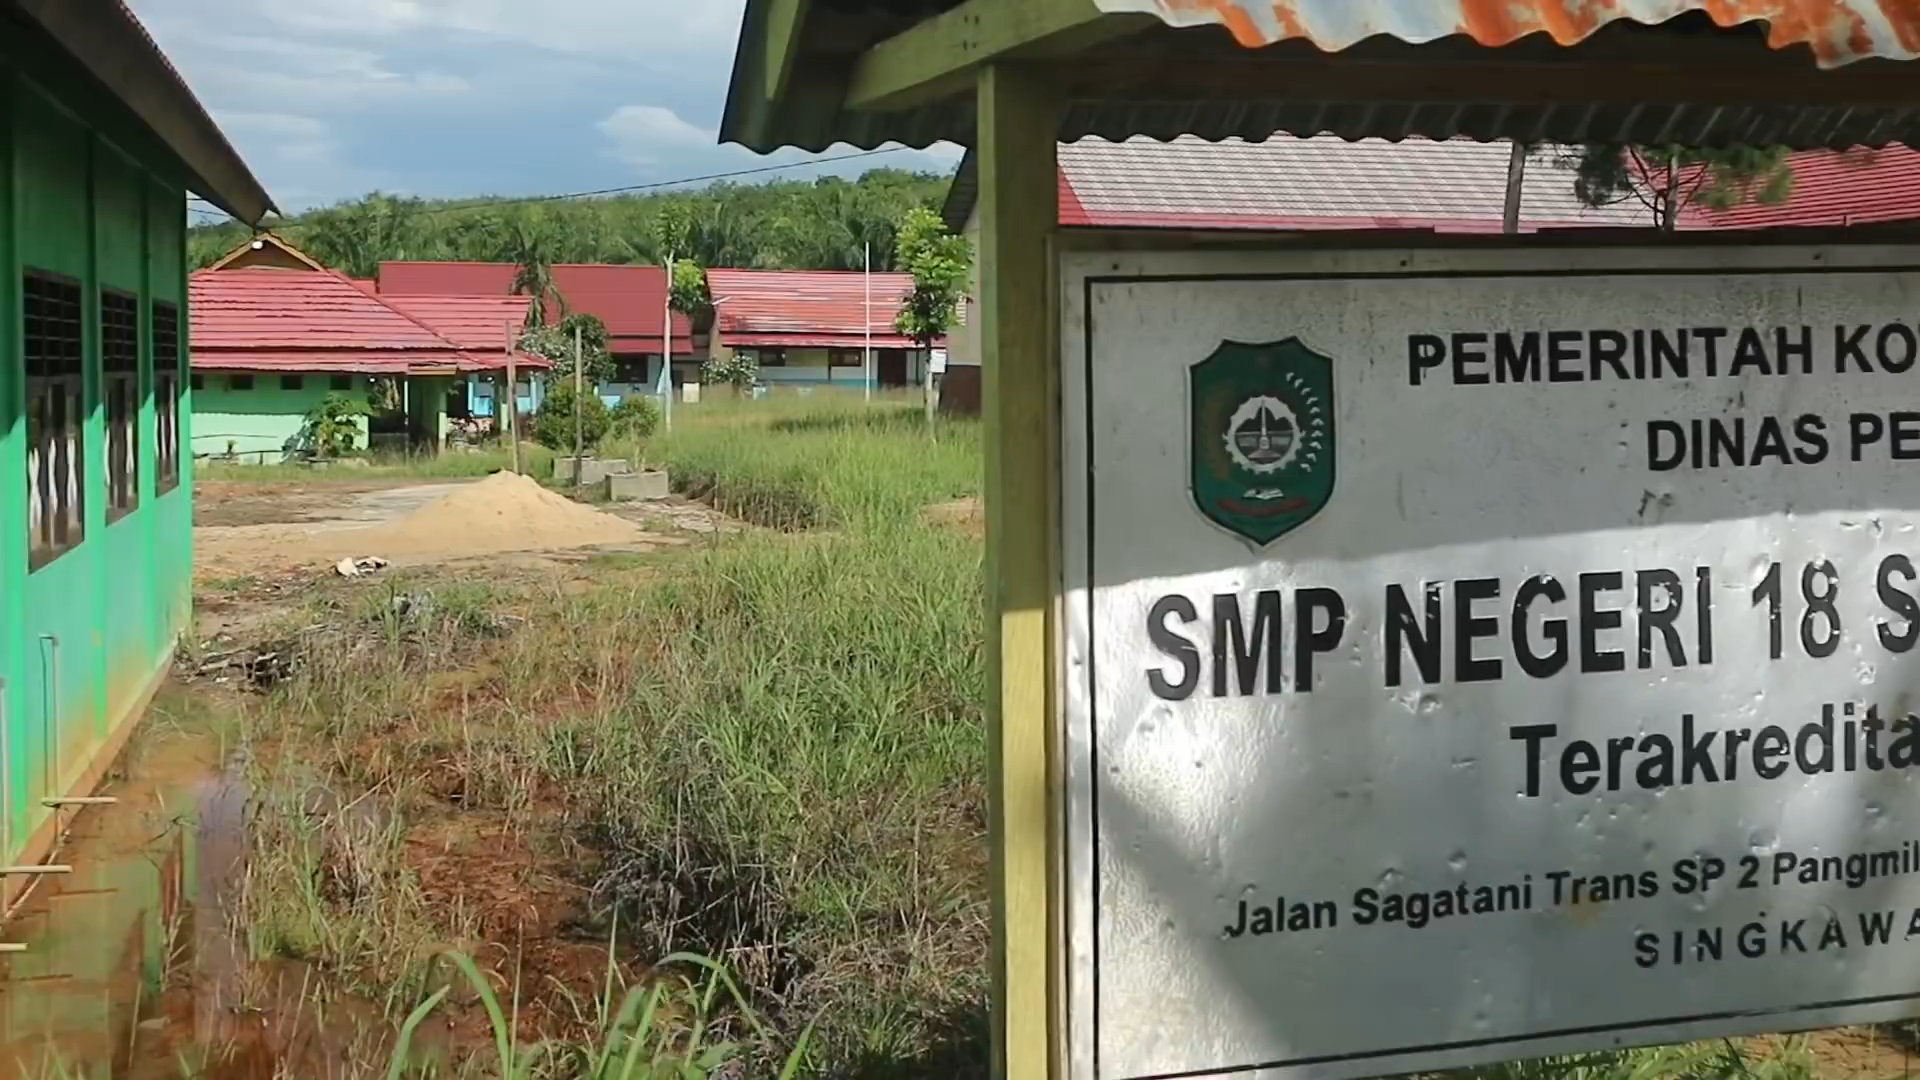 PEMERINTAH KO
DINAS PE
SMP NEGERI 18 S
Terakredita
Jalan Sagatani Trans SP 2 Pangmil
SINGKAWA